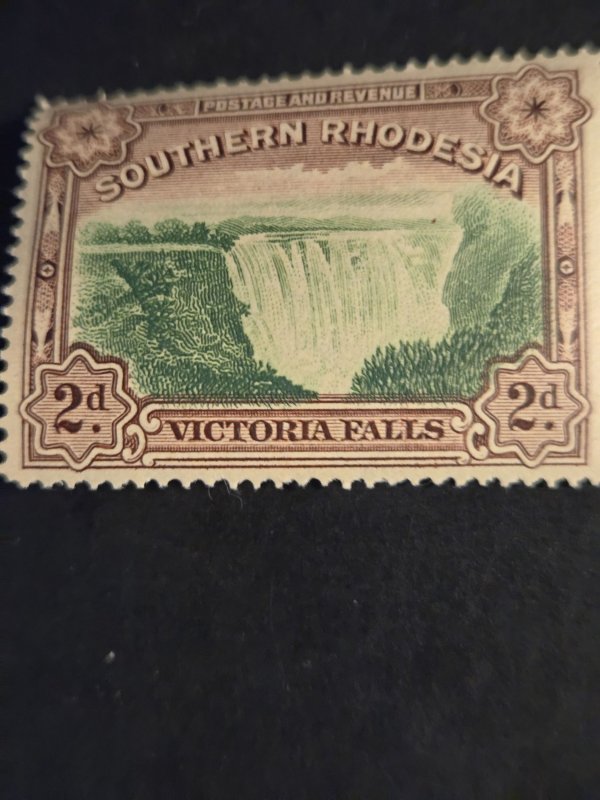 POSTAGE AND REVENUE
SOUTHERN RHODESIA
2d. 2d.
VICTORIA FALLS